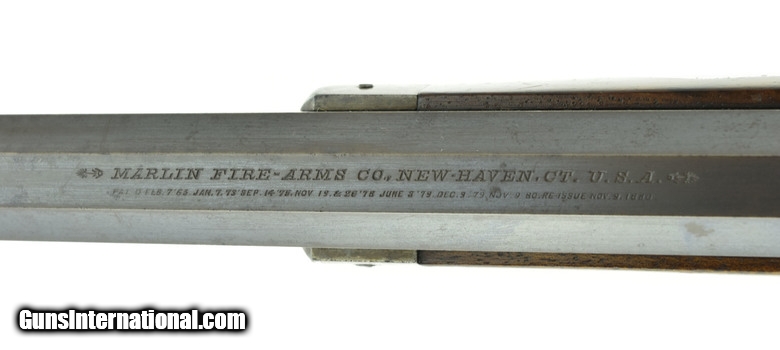 MARLIN FIRE-ARMS CO., NEW-HAVEN. CT. U.S.A.
PAT'D FEB. 7 '65. JAN. 7. '73 SEP. 14 '75. NOV 19. & 26 '78 JUNE 3 '79. DEC. 9 '79. NOV. 9 80. RE-ISSUE NOV. 9. 1880
GunsInternational.com